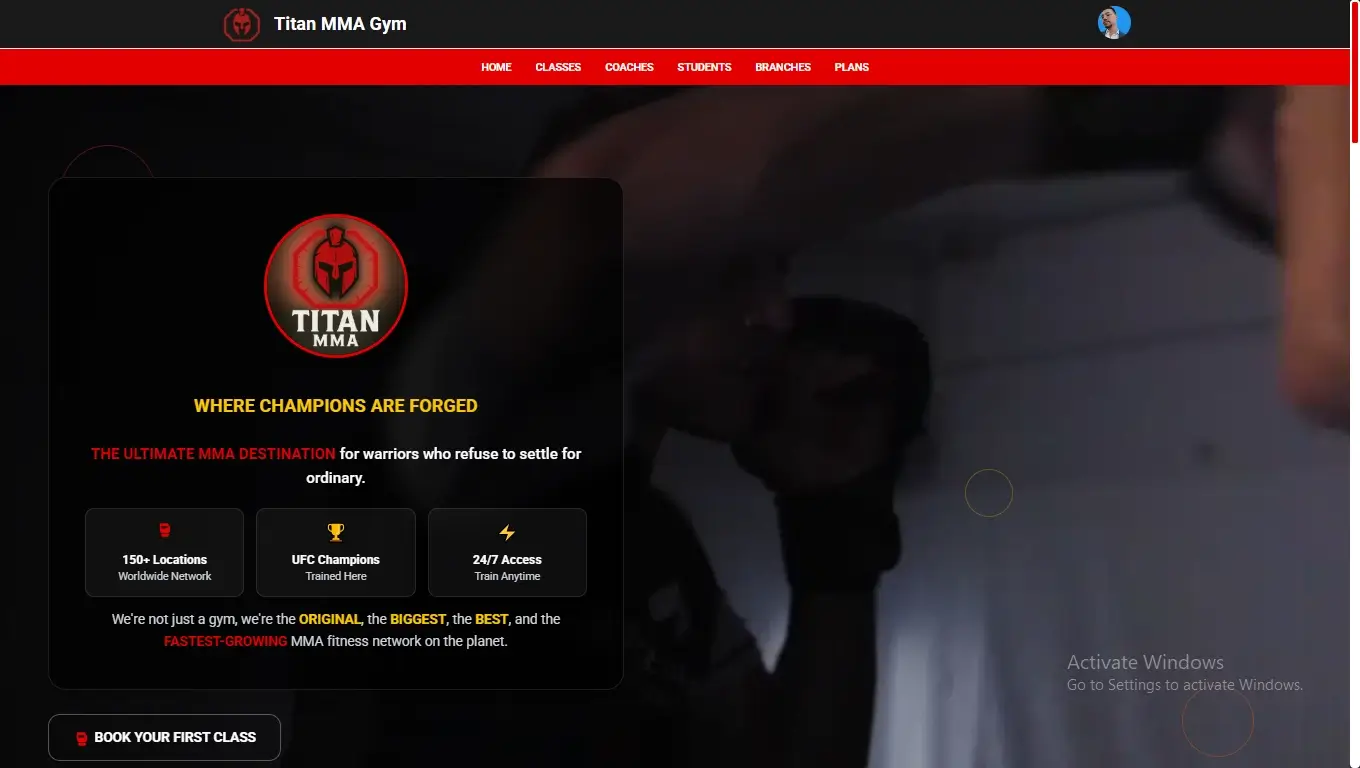 Titan MMA Gym
HOME CLASSES COACHES STUDENTS BRANCHES PLANS
TITAN
MMA
WHERE CHAMPIONS ARE FORGED
THE ULTIMATE MMA DESTINATION for warriors who refuse to settle for
ordinary.
150+ Locations
Worldwide Network
UFC Champions
Trained Here
24/7 Access
Train Anytime
We're not just a gym, we're the ORIGINAL, the BIGGEST, the BEST, and the
FASTEST-GROWING MMA fitness network on the planet.
Activate Windows
Go to Settings to activate Windows.
BOOK YOUR FIRST CLASS